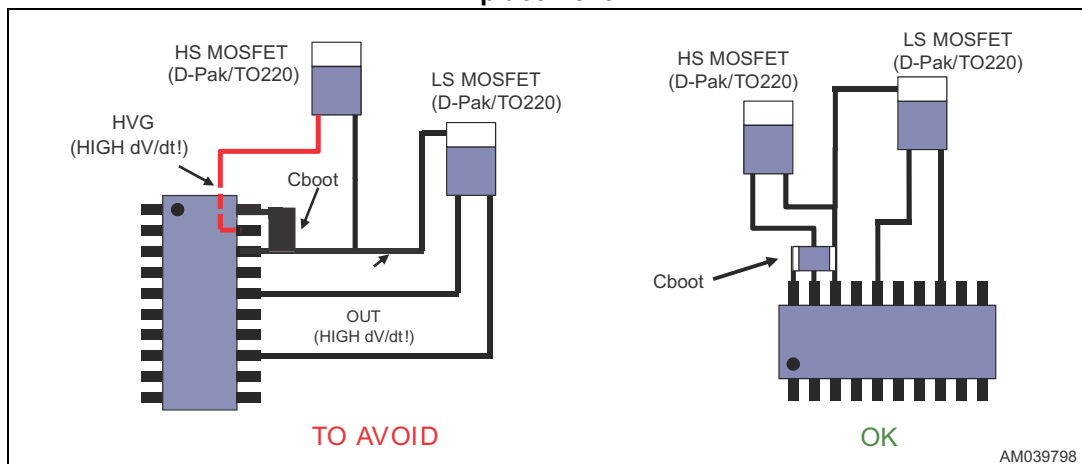 HS MOSFET
(D-Pak/TO220)
LS MOSFET
(D-Pak/TO220)
HVG
(HIGH dV/dt!)
Cboot
OUT
(HIGH dV/dt!)
TO AVOID
HS MOSFET
(D-Pak/TO220)
LS MOSFET
(D-Pak/TO220)
Cboot
OK
AM039798